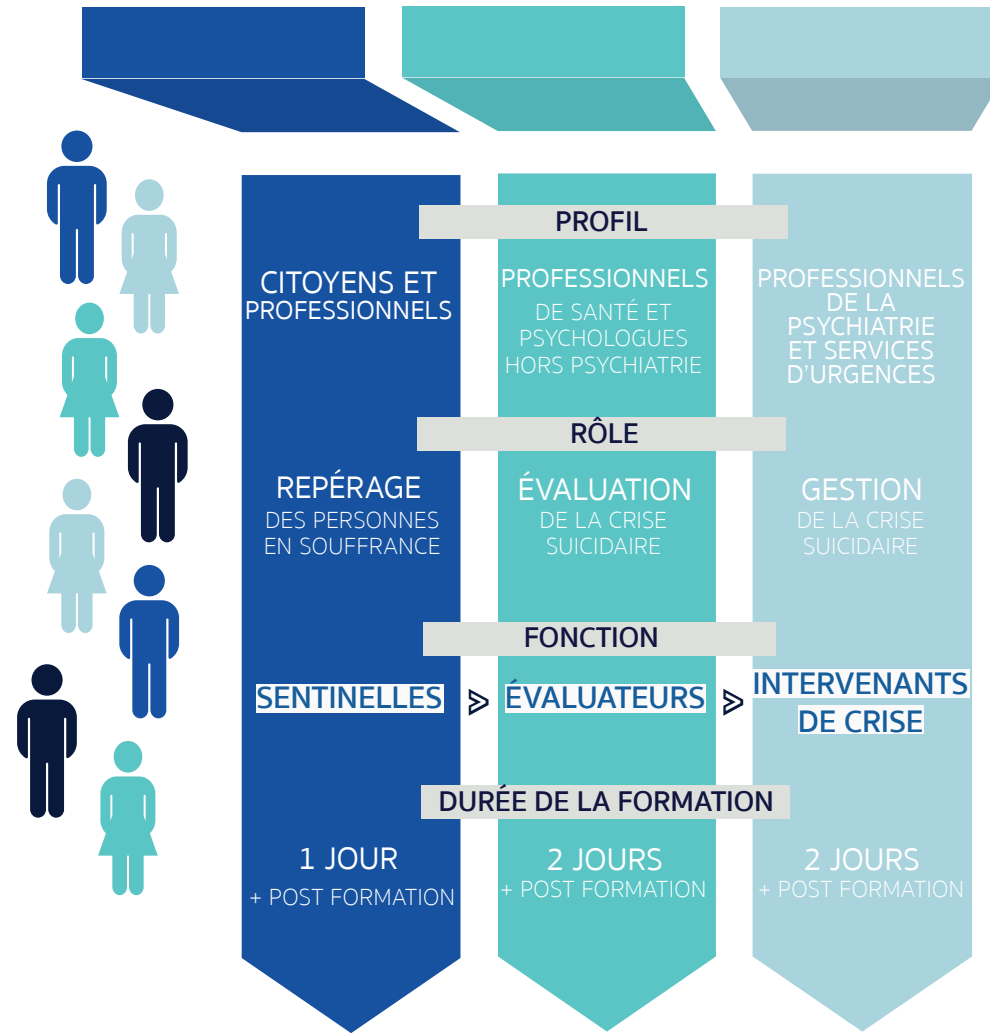 PROFIL
CITOYENS ET
PROFESSIONNELS
PROFESSIONNELS
DE SANTÉ ET
PSYCHOLOGUES
HORS PSYCHIATRIE
PROFESSIONNELS
DE LA
PSYCHIATRIE
ET SERVICES
D'URGENCES
RÔLE
REPÉRAGE
DES PERSONNES
EN SOUFFRANCE
ÉVALUATION
DE LA CRISE
SUICIDAIRE
GESTION
DE LA CRISE
SUICIDAIRE
FONCTION
SENTINELLES
ÉVALUATEURS
INTERVENANTS
DE CRISE
DURÉE DE LA FORMATION
1 JOUR
+ POST FORMATION
2 JOURS
+ POST FORMATION
2 JOURS
+ POST FORMATION